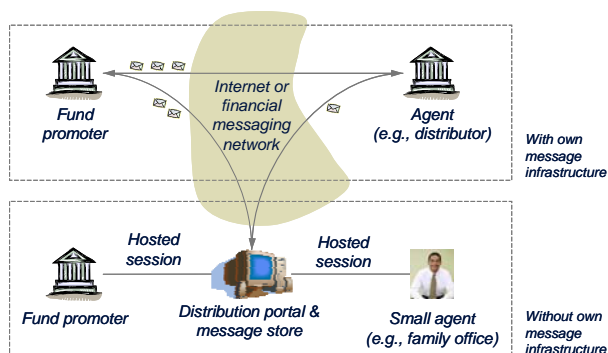 Fund
promoter
Internet or
financial
messaging
network
Agent
(e.g., distributor)
With own
message
infrastructure
Hosted
session
Hosted
session
Fund promoter
Distribution portal &
message store
Small agent
(e.g., family office)
Without own
message
infrastructure